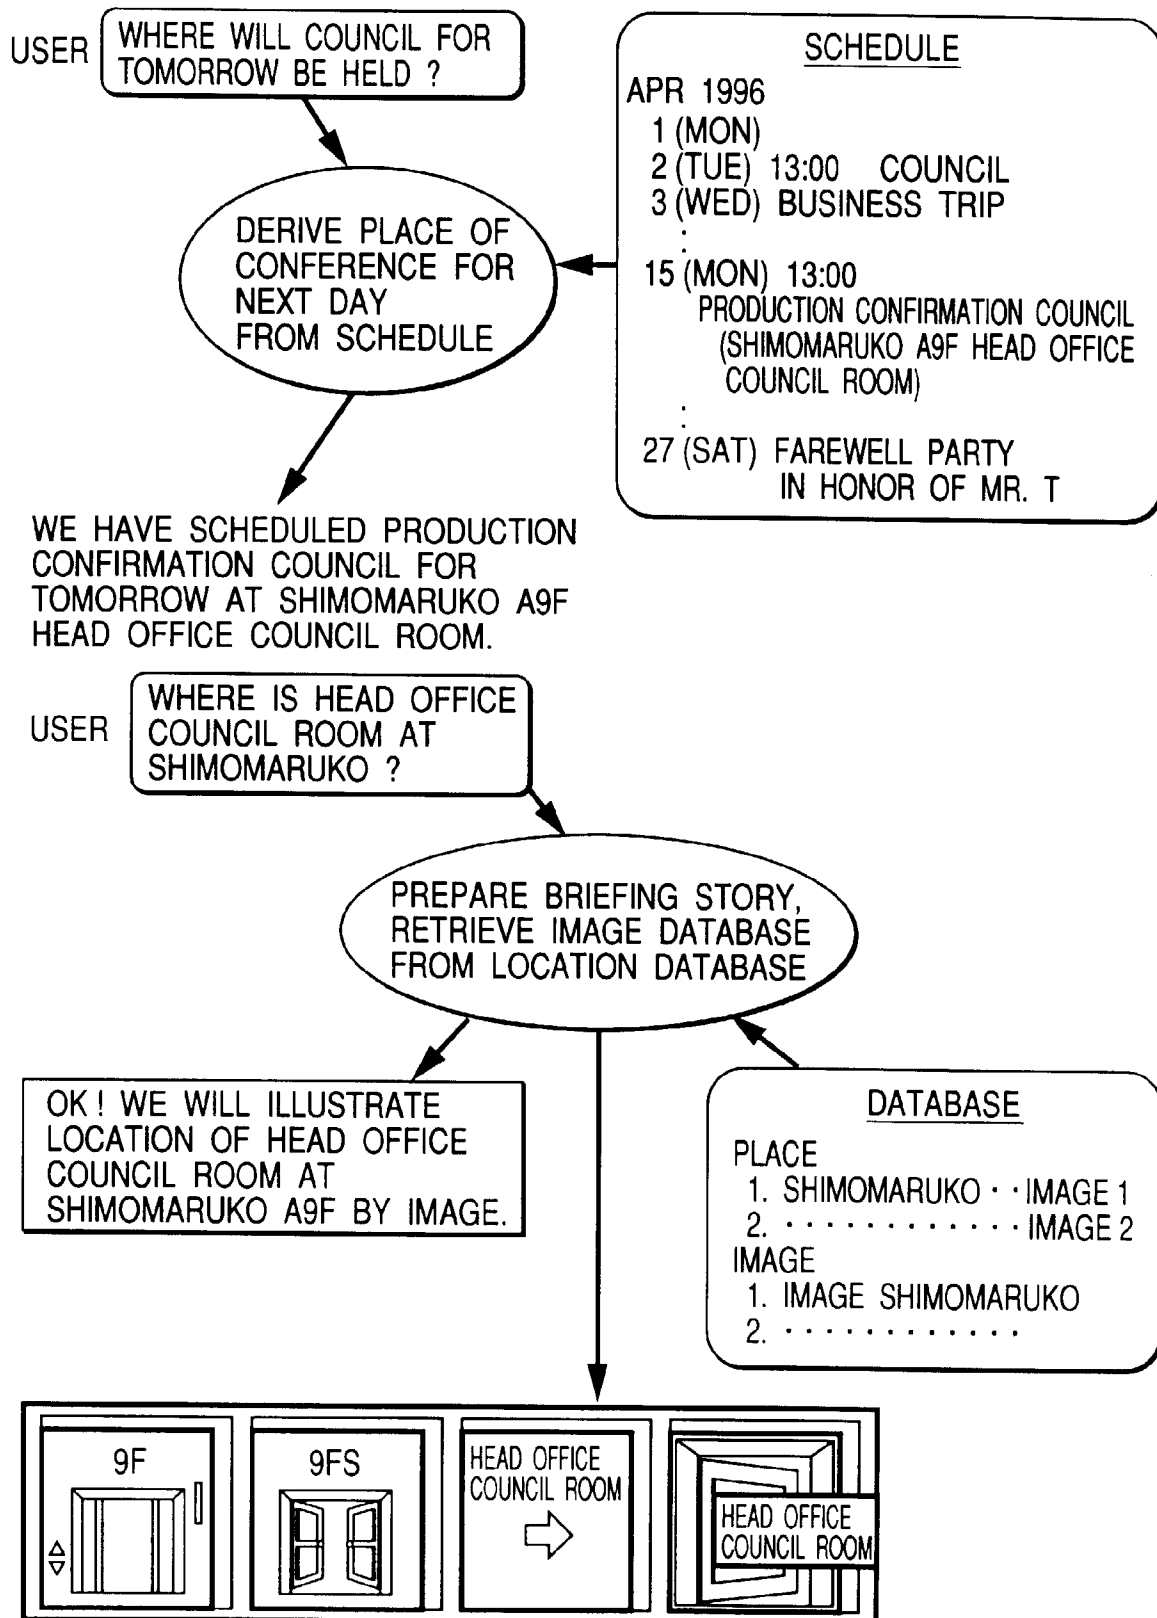 USER
WHERE WILL COUNCIL FOR
TOMORROW BE HELD ?
SCHEDULE
APR 1996
1 (MON)
2 (TUE) 13:00 COUNCIL
3 (WED) BUSINESS TRIP
:
15 (MON) 13:00
PRODUCTION CONFIRMATION COUNCIL
(SHIMOMARUKO A9F HEAD OFFICE
COUNCIL ROOM)
:
27 (SAT) FAREWELL PARTY
IN HONOR OF MR. T
DERIVE PLACE OF
CONFERENCE FOR
NEXT DAY
FROM SCHEDULE
WE HAVE SCHEDULED PRODUCTION
CONFIRMATION COUNCIL FOR
TOMORROW AT SHIMOMARUKO A9F
HEAD OFFICE COUNCIL ROOM.
USER
WHERE IS HEAD OFFICE
COUNCIL ROOM AT
SHIMOMARUKO ?
PREPARE BRIEFING STORY,
RETRIEVE IMAGE DATABASE
FROM LOCATION DATABASE
OK ! WE WILL ILLUSTRATE
LOCATION OF HEAD OFFICE
COUNCIL ROOM AT
SHIMOMARUKO A9F BY IMAGE.
DATABASE
PLACE
1. SHIMOMARUKO · · IMAGE 1
2. · · · · · · · · · · · · IMAGE 2
IMAGE
1. IMAGE SHIMOMARUKO
2. · · · · · · · · · · · ·
9F
9FS
HEAD OFFICE
COUNCIL ROOM
HEAD OFFICE
COUNCIL ROOM